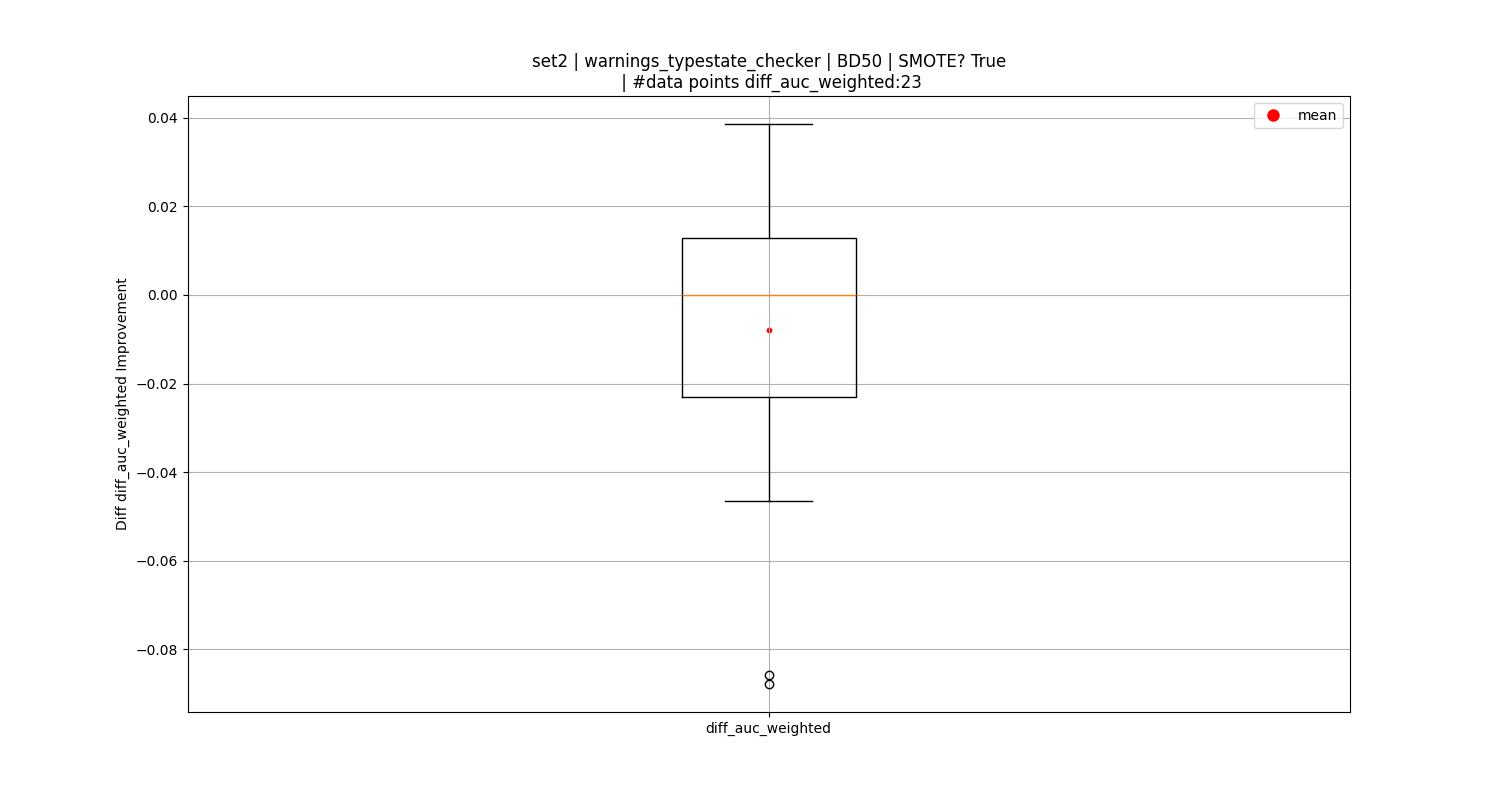 set2 | warnings_typestate_checker | BD50 | SMOTE? True
| #data points diff_auc_weighted:23
mean
0.04
0.02
0.00
−0.02
−0.04
−0.06
−0.08
Diff diff_auc_weighted Improvement
diff_auc_weighted